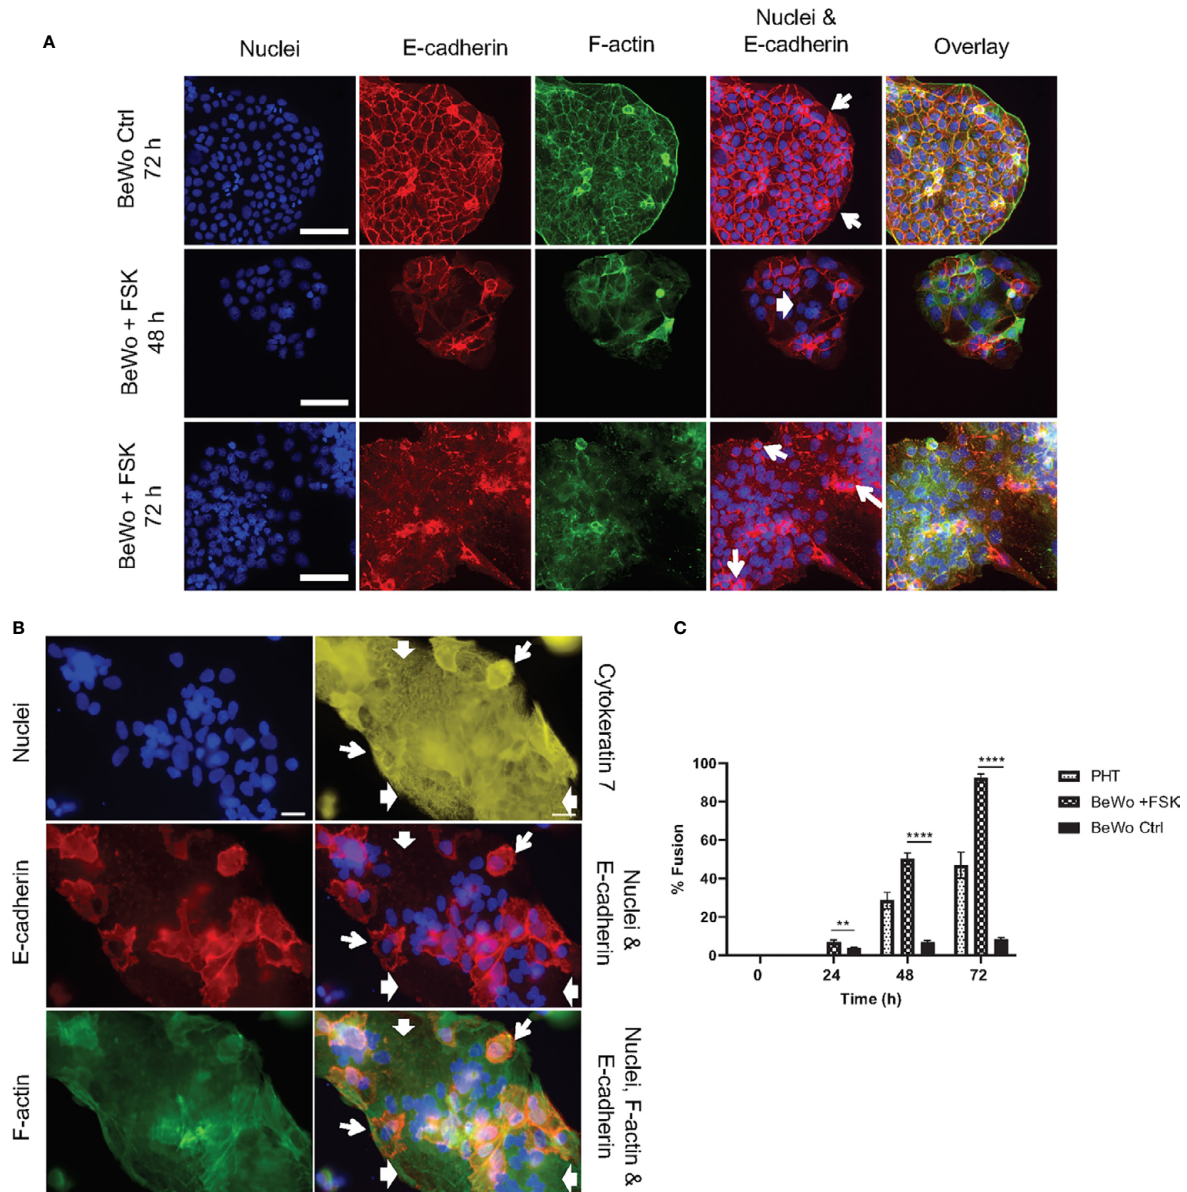 A
Nuclei
E-cadherin
F-actin
Nuclei &
E-cadherin
Overlay
BeWo Ctrl
72 h
BeWo + FSK
48 h
BeWo + FSK
72 h
B
Nuclei
Cytokeratin 7
E-cadherin
Nuclei &
E-cadherin
F-actin
Nuclei, F-actin &
E-cadherin
C
% Fusion
100
80
60
40
20
0
**
****
****
0
24
48
72
Time (h)
PHT
BeWo +FSK
BeWo Ctrl